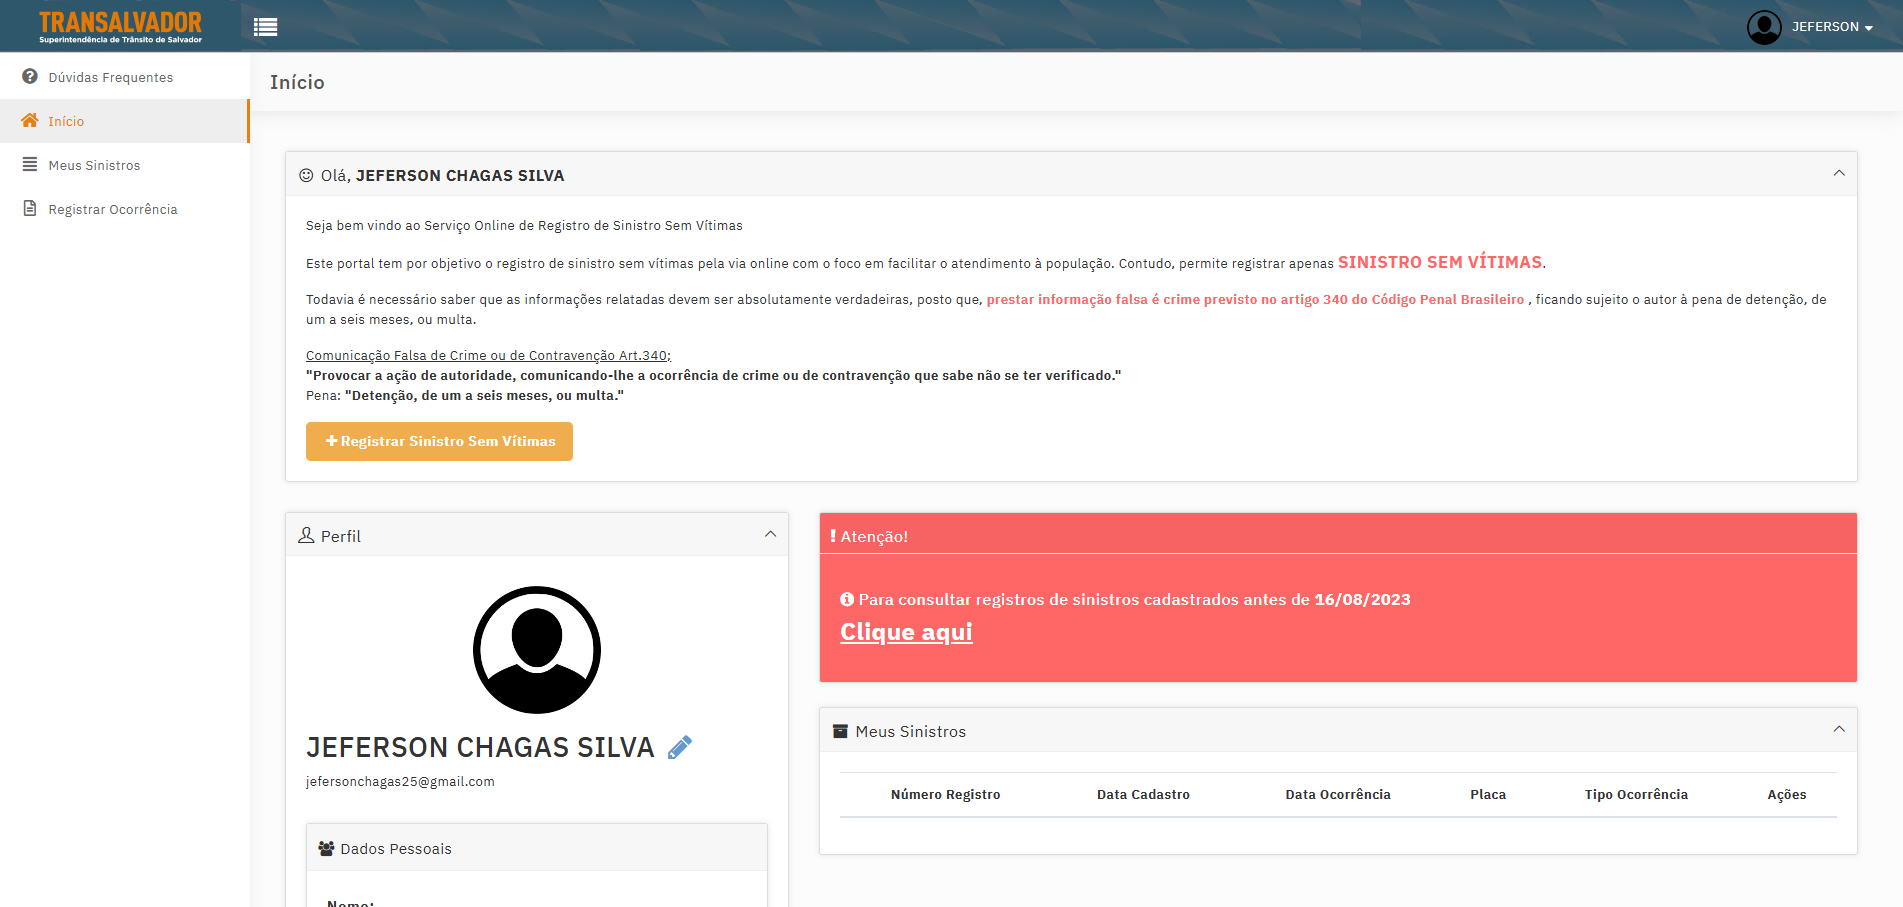 TRANSALVADOR
Superintendência de Trânsito de Salvador
JEFERSON
Dúvidas Frequentes
Início
Meus Sinistros
Registrar Ocorrência
Início
Olá, JEFERSON CHAGAS SILVA
Seja bem vindo ao Serviço Online de Registro de Sinistro Sem Vítimas
Este portal tem por objetivo o registro de sinistro sem vítimas pela via online com o foco em facilitar o atendimento à população. Contudo, permite registrar apenas SINISTRO SEM VÍTIMAS.
Todavia é necessário saber que as informações relatadas devem ser absolutamente verdadeiras, posto que, prestar informação falsa é crime previsto no artigo 340 do Código Penal Brasileiro , ficando sujeito o autor à pena de detenção, de
um a seis meses, ou multa.
Comunicação Falsa de Crime ou de Contravenção Art.340;
"Provocar a ação de autoridade, comunicando-lhe a ocorrência de crime ou de contravenção que sabe não se ter verificado."
Pena: "Detenção, de um a seis meses, ou multa."
Registrar Sinistro Sem Vítimas
Perfil
JEFERSON CHAGAS SILVA
jefersonchagas25@gmail.com
Dados Pessoais
Nome:
Atenção!
Para consultar registros de sinistros cadastrados antes de 16/08/2023
Clique aqui
Meus Sinistros
Número Registro Data Cadastro Data Ocorrência Placa Tipo Ocorrência Ações